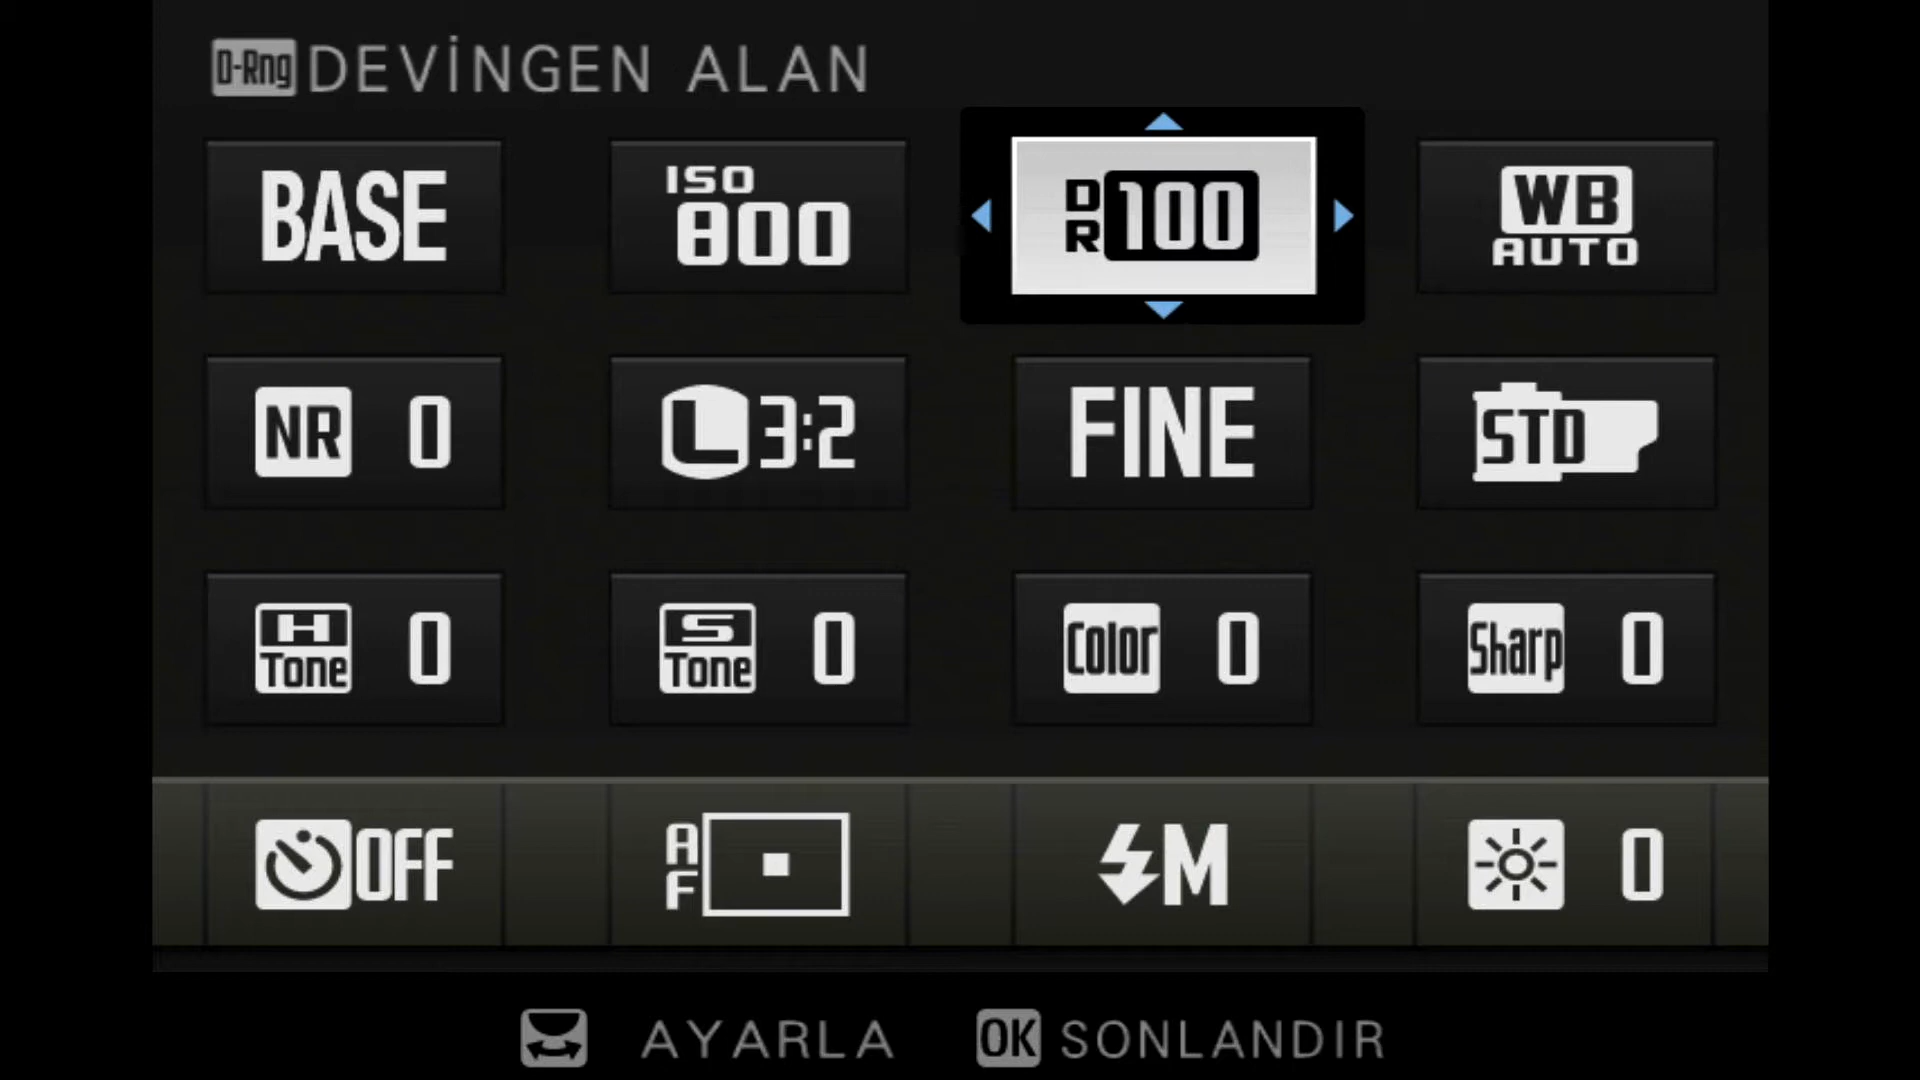 D-Rng DEVİNGEN ALAN
BASE
ISO 800
DR 100
WB AUTO
NR 0
L 3:2
FINE
STD
H Tone 0
S Tone 0
Color 0
Sharp 0
OFF
AF
M
0
AYARLA
OK SONLANDIR